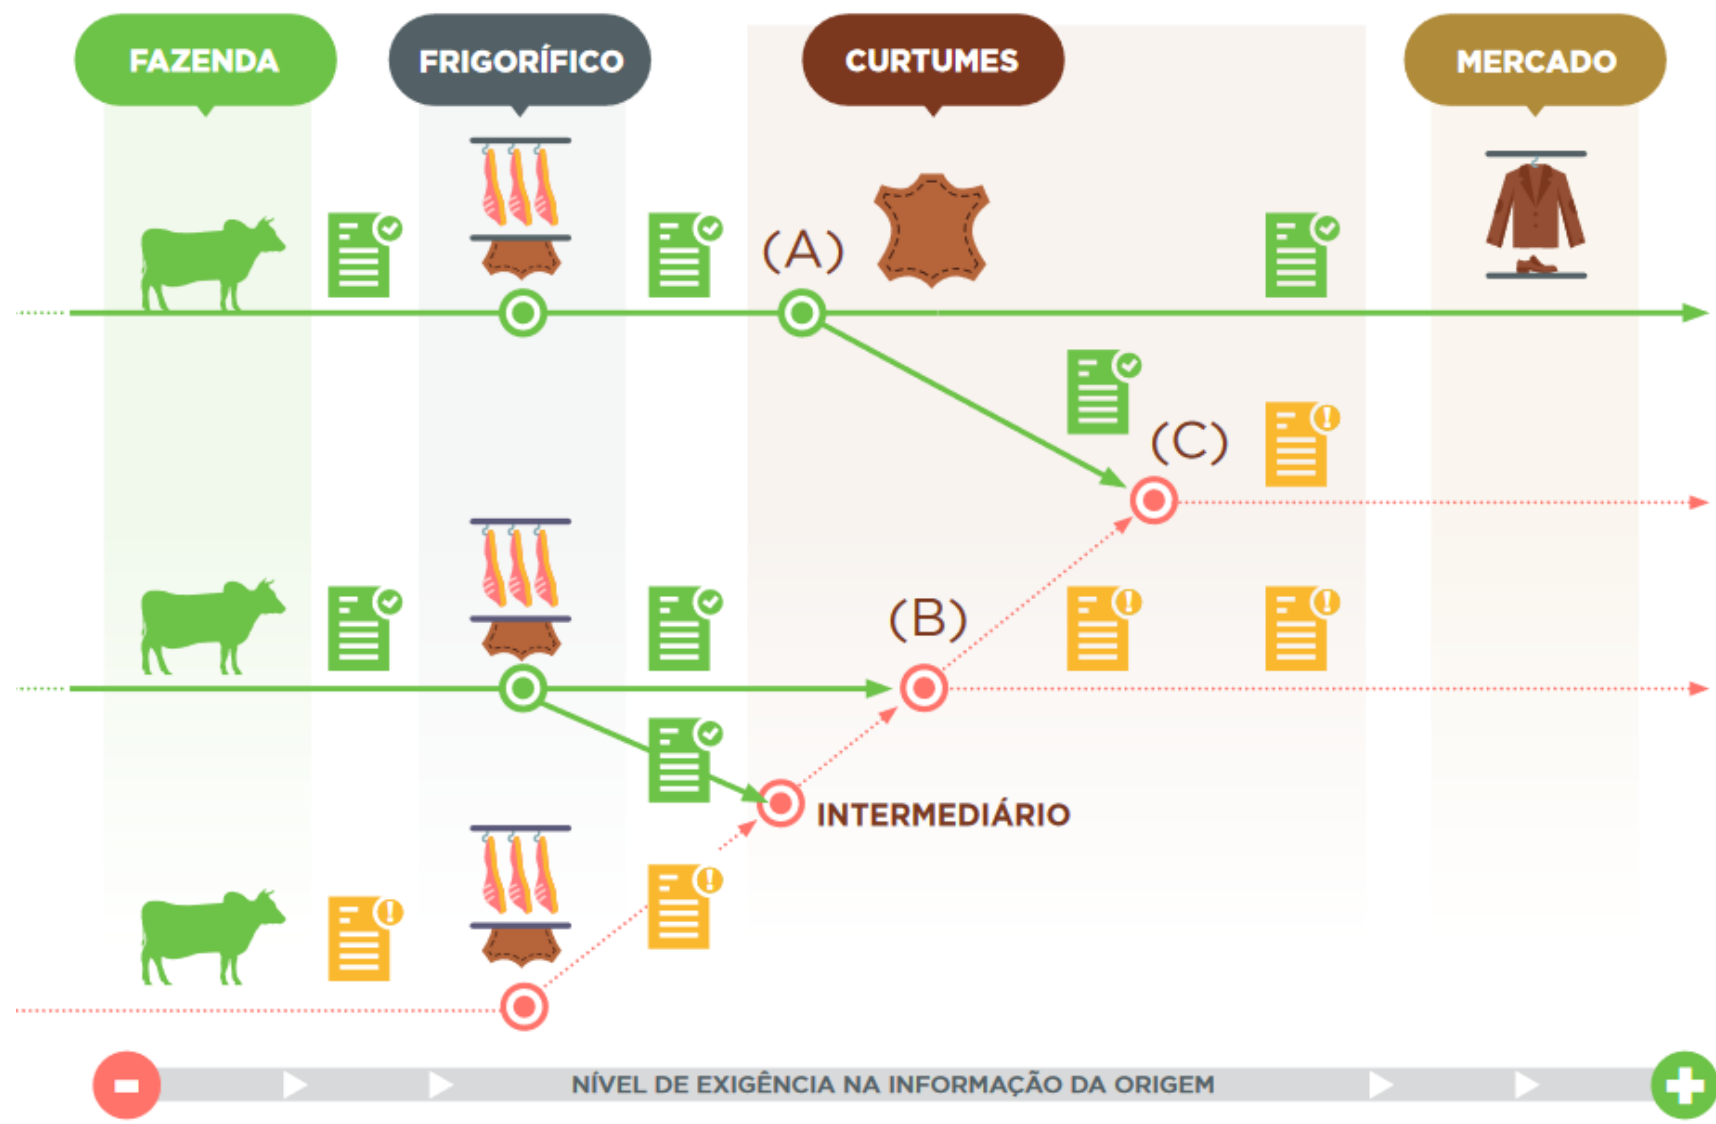 FAZENDA
FRIGORÍFICO
CURTUMES
MERCADO
(A)
(C)
(B)
INTERMEDIÁRIO
NÍVEL DE EXIGÊNCIA NA INFORMAÇÃO DA ORIGEM